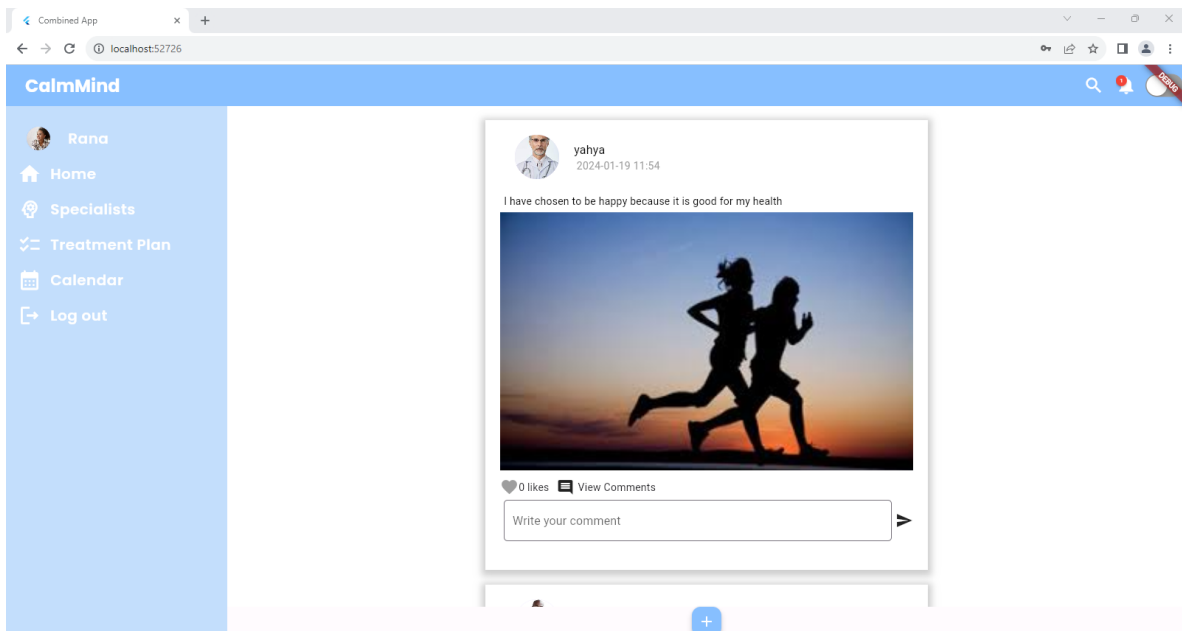 Combined App
localhost:52726
CalmMind
1
DEBUG
Rana
Home
Specialists
Treatment Plan
Calendar
Log out
yahya
2024-01-19 11:54
I have chosen to be happy because it is good for my health
0 likes View Comments
Write your comment